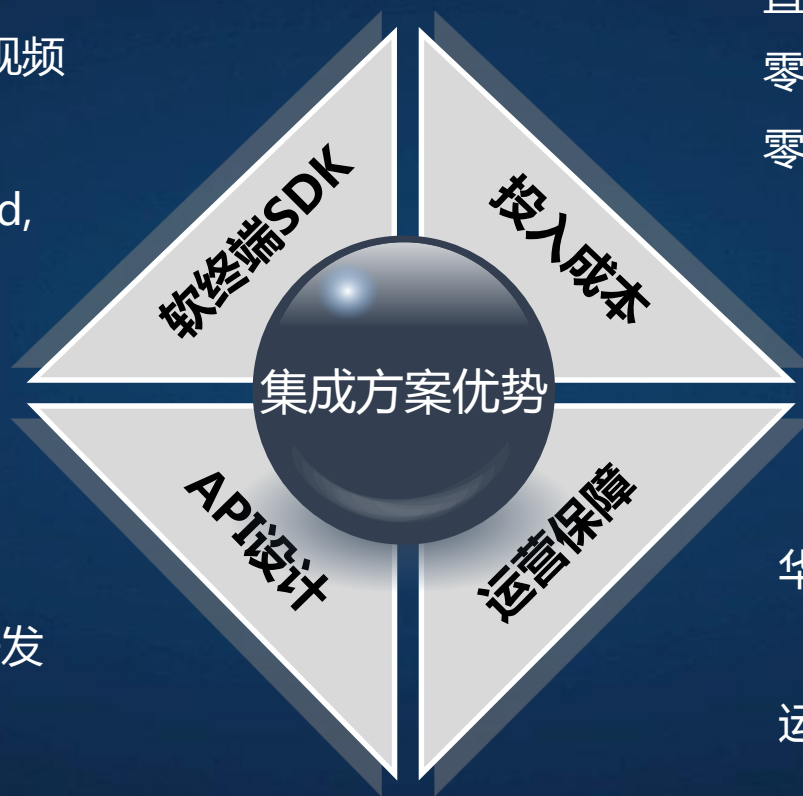 视频
零
零
d,
软终端SDK
投入成本
集成方案优势
API设计
运营保障
华
发
运